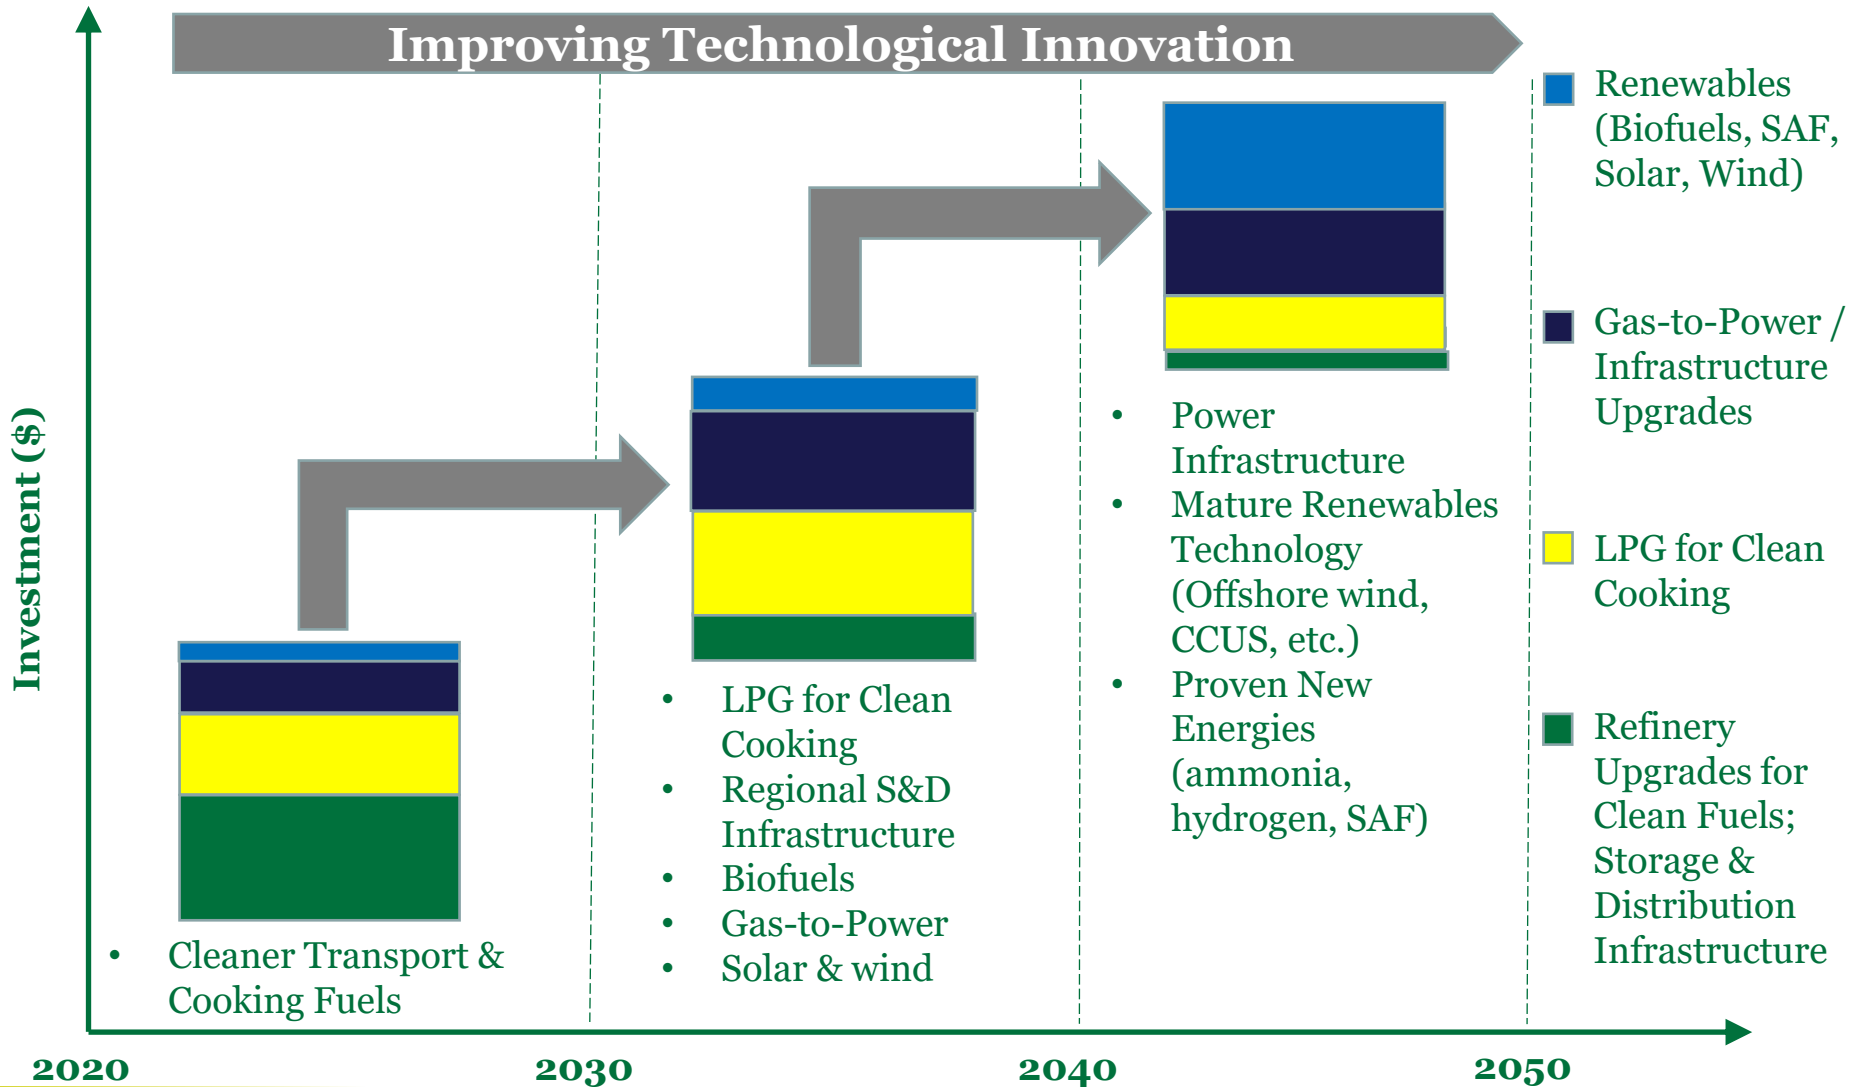 Improving Technological Innovation
Investment ($)
• Cleaner Transport &
Cooking Fuels
• LPG for Clean
Cooking
• Regional S&D
Infrastructure
• Biofuels
• Gas-to-Power
• Solar & wind
• Power
Infrastructure
• Mature Renewables
Technology
(Offshore wind,
CCUS, etc.)
• Proven New
Energies
(ammonia,
hydrogen, SAF)
Renewables
(Biofuels, SAF,
Solar, Wind)
Gas-to-Power /
Infrastructure
Upgrades
LPG for Clean
Cooking
Refinery
Upgrades for
Clean Fuels;
Storage &
Distribution
Infrastructure
2020
2030
2040
2050